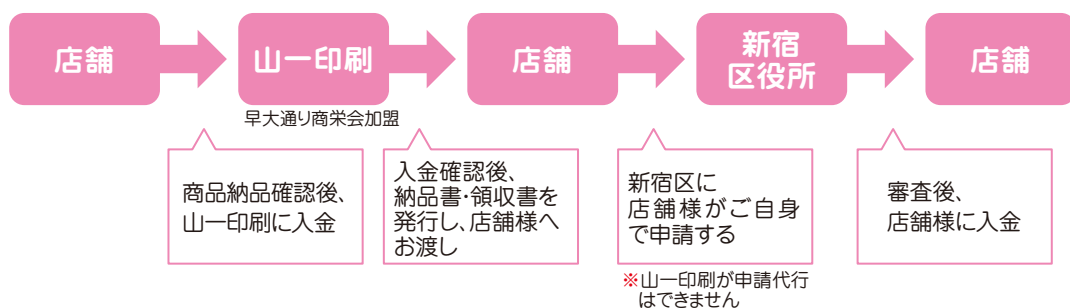 店舗
山一印刷
早大通り商栄会加盟
店舗
新宿
区役所
店舗
商品納品確認後、
山一印刷に入金
入金確認後、
納品書・領収書を
発行し、店舗様へ
お渡し
新宿区に
店舗様がご自身
で申請する
※山一印刷が申請代行
はできません
審査後、
店舗様に入金